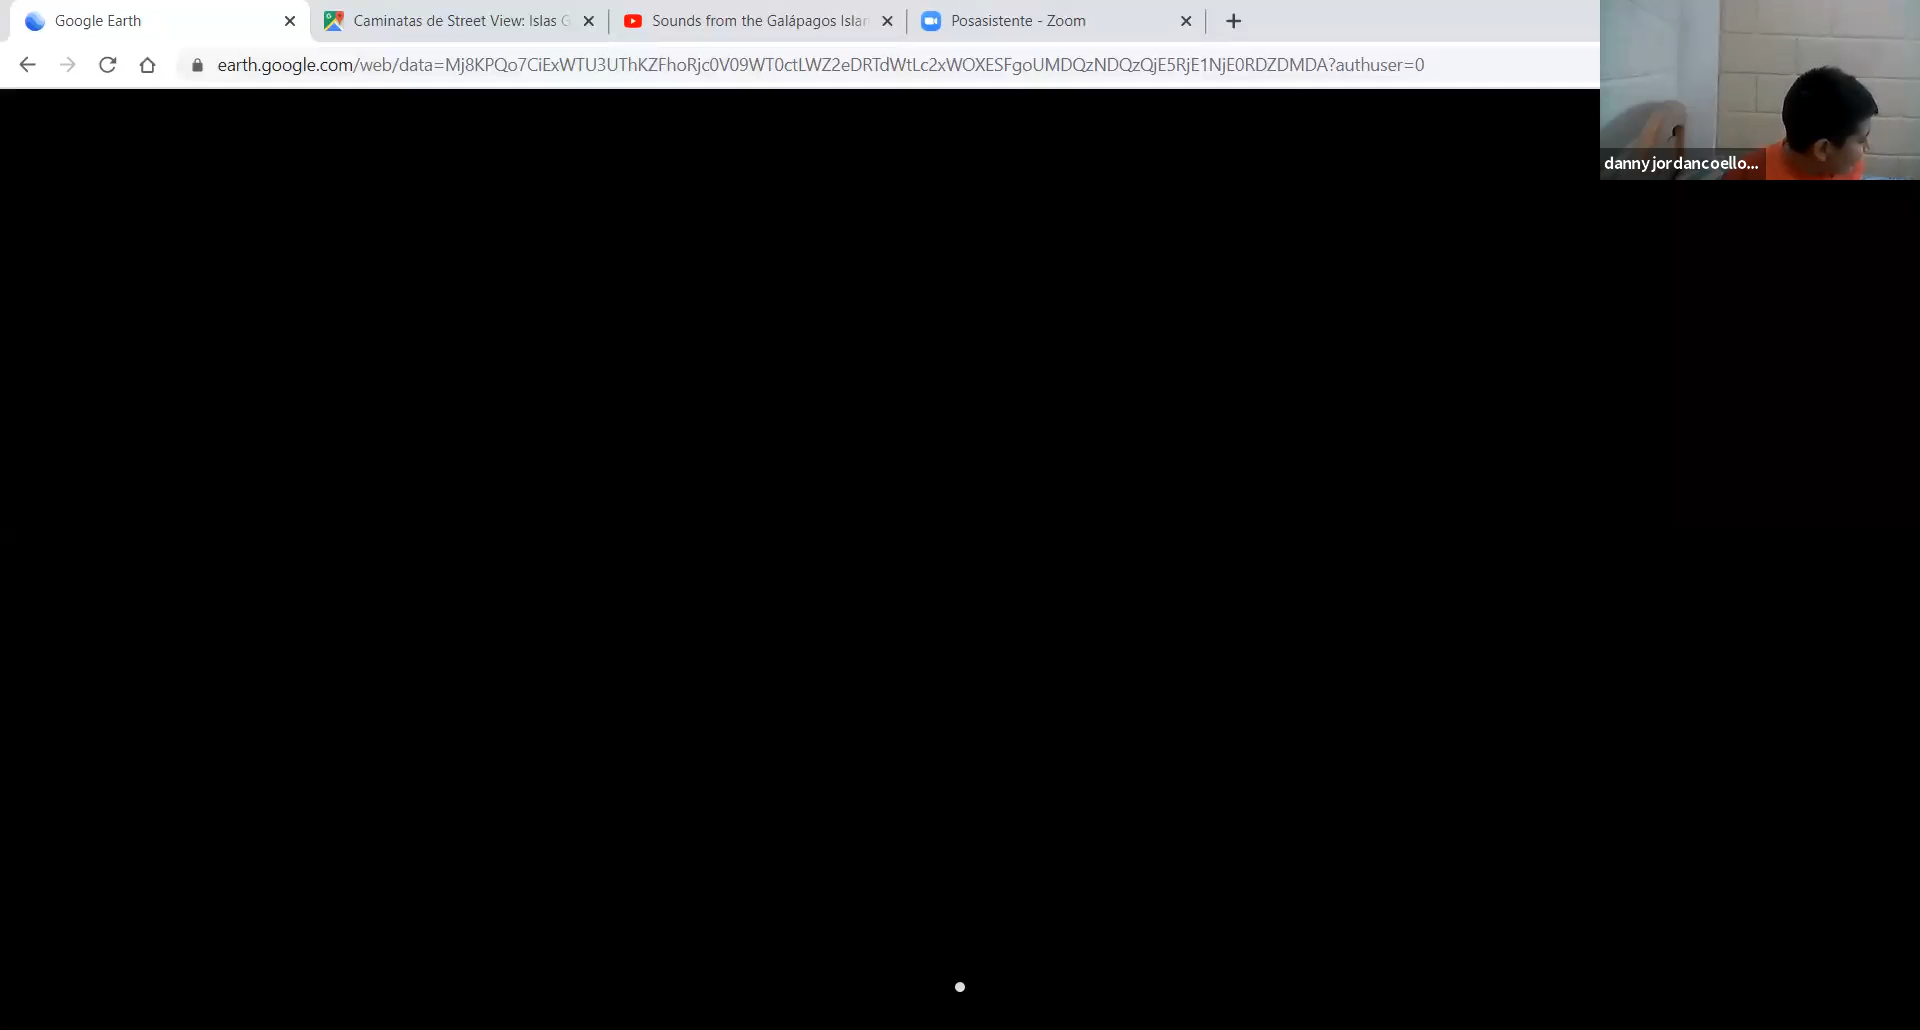 Google Earth
Caminatas de Street View: Islas G
Sounds from the Galápagos Islan
Posasistente - Zoom
earth.google.com/web/data=Mj8KPQo7CiExWTU3UThKZFhoRjc0V09WT0ctLWZ2eDRTdWtLc2xWOXESFgoUMDQzNDQzQjE5RjE1NjE0RDZDMDA?authuser=0
dannyjordancoello...